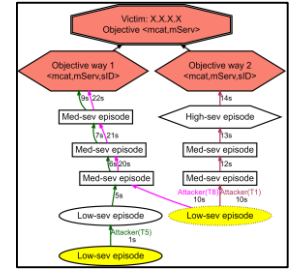 Victim: X.X.X.X
Objective <mcat,mServ>
Objective way 1
<mcat,mServ,sID>
Objective way 2
<mcat,mServ,sID>
9s 22s
14s
Med-sev episode
High-sev episode
7s 21s
13s
Med-sev episode
Med-sev episode
6s 20s
12s
Med-sev episode
Med-sev episode
5s
Attacker(T8)
10s
Attacker(T1)
10s
Low-sev episode
Low-sev episode
Attacker(T5)
1s
Low-sev episode